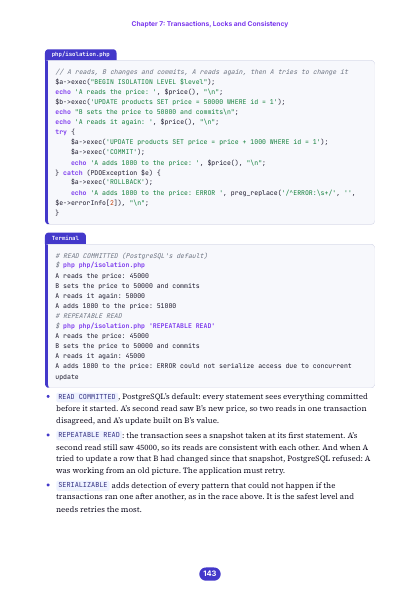 Chapter 7: Transactions, Locks and Consistency
php/isolation.php
// A reads, B changes and commits, A reads again, then A tries to change it
$a->exec("BEGIN ISOLATION LEVEL $level");
echo 'A reads the price: ', $price(), "\n";
$b->exec('UPDATE products SET price = 50000 WHERE id = 1');
echo "B sets the price to 50000 and commits\n";
echo 'A reads it again: ', $price(), "\n";
try {
    $a->exec('UPDATE products SET price = price + 1000 WHERE id = 1');
    $a->exec('COMMIT');
    echo 'A adds 1000 to the price: ', $price(), "\n";
} catch (PDOException $e) {
    $a->exec('ROLLBACK');
    echo 'A adds 1000 to the price: ERROR ', preg_replace('/^ERROR:\s+/', '',
$e->errorInfo[2]), "\n";
}
Terminal
# READ COMMITTED (PostgreSQL's default)
$ php php/isolation.php
A reads the price: 45000
B sets the price to 50000 and commits
A reads it again: 50000
A adds 1000 to the price: 51000
# REPEATABLE READ
$ php php/isolation.php 'REPEATABLE READ'
A reads the price: 45000
B sets the price to 50000 and commits
A reads it again: 45000
A adds 1000 to the price: ERROR could not serialize access due to concurrent
update
• READ COMMITTED, PostgreSQL's default: every statement sees everything committed
before it started. A's second read saw B's new price, so two reads in one transaction
disagreed, and A's update built on B's value.
• REPEATABLE READ: the transaction sees a snapshot taken at its first statement. A's
second read still saw 45000, so its reads are consistent with each other. And when A
tried to update a row that B had changed since that snapshot, PostgreSQL refused: A
was working from an old picture. The application must retry.
• SERIALIZABLE adds detection of every pattern that could not happen if the
transactions ran one after another, as in the race above. It is the safest level and
needs retries the most.
143